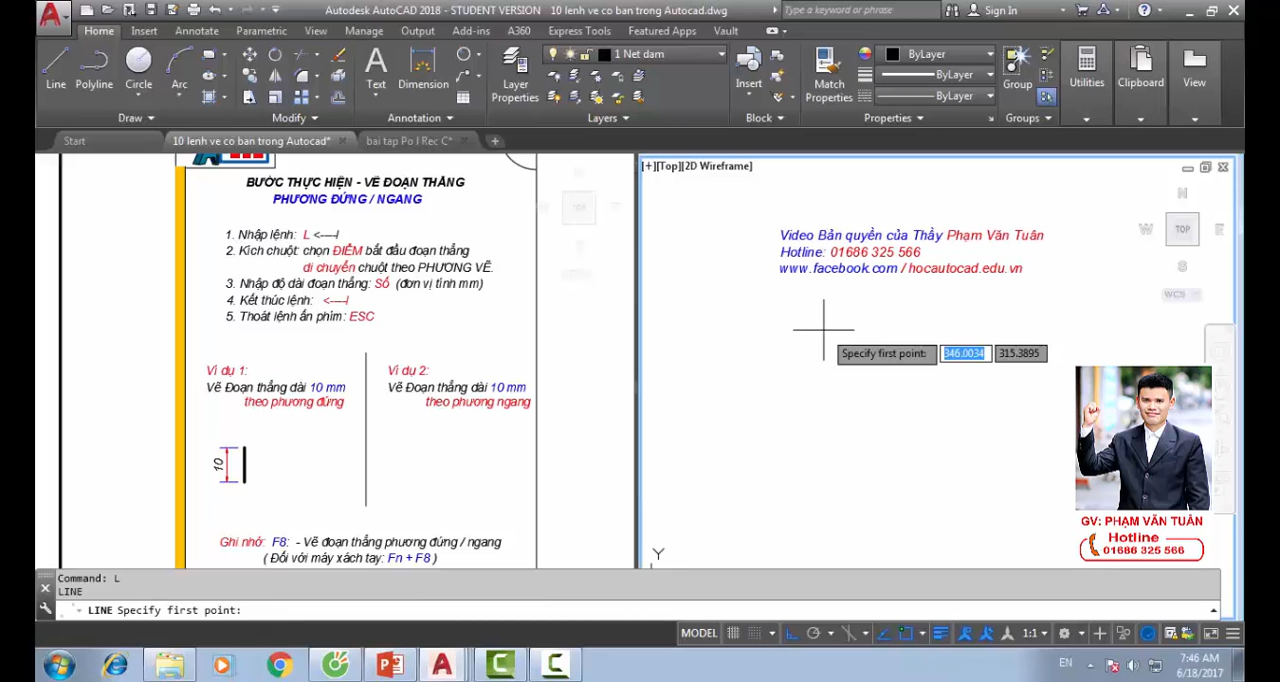 Autodesk AutoCAD 2018 - STUDENT VERSION 10 lenh ve co ban trong Autocad.dwg
Type a keyword or phrase
Sign In
Home Insert Annotate Parametric View Manage Output Add-ins A360 Express Tools Featured Apps Vault
1 Net dam
ByLayer
ByLayer
ByLayer
Line Polyline Circle Arc Text Dimension Layer Properties Insert Match Properties Group Utilities Clipboard View
Draw Modify Annotation Layers Block Properties Groups
Start 10 lenh ve co ban trong Autocad* bai tap Po l Rec C*
BƯỚC THỰC HIỆN - VẼ ĐOẠN THẲNG
PHƯƠNG ĐỨNG / NGANG
1. Nhập lệnh: L <----I
2. Kích chuột: chọn ĐIỂM bắt đầu đoạn thẳng
di chuyển chuột theo PHƯƠNG VẼ.
3. Nhập độ dài đoạn thẳng: Số (đơn vị tính mm)
4. Kết thúc lệnh: <----I
5. Thoát lệnh ấn phím: ESC
Ví dụ 1:
Vẽ Đoạn thẳng dài 10 mm
theo phương đứng
10
Ví dụ 2:
Vẽ Đoạn thẳng dài 10 mm
theo phương ngang
Ghi nhớ: F8: - Vẽ đoạn thẳng phương đứng / ngang
( Đối với máy xách tay: Fn + F8 )
TOP
[+][Top][2D Wireframe]
Video Bản quyền của Thầy Phạm Văn Tuân
Hotline: 01686 325 566
www.facebook.com / hocautocad.edu.vn
N
W TOP E
S
WCS
Specify first point: 346.0034 315.3895
GV: PHẠM VĂN TUÂN
Hotline
01686 325 566
Y
Command: L
LINE
LINE Specify first point:
MODEL 1:1
EN
7:46 AM
6/18/2017